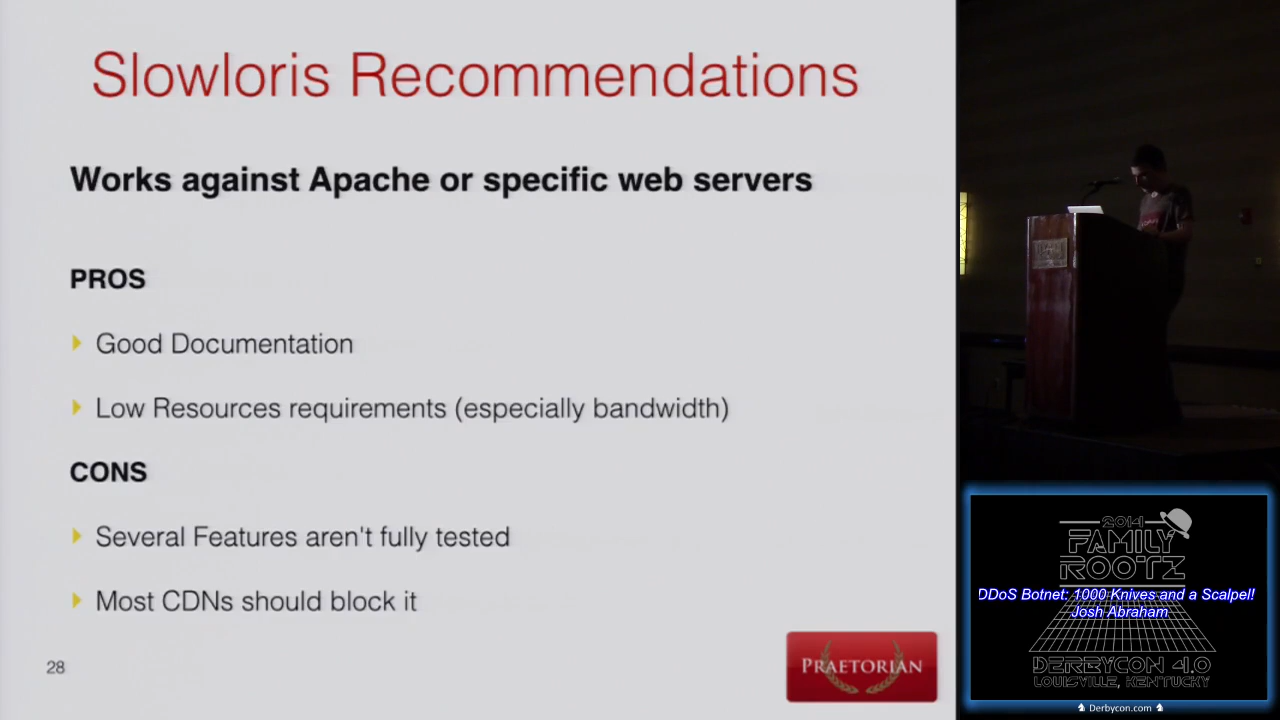 Slowloris Recommendations
Works against Apache or specific web servers
PROS
Good Documentation
Low Resources requirements (especially bandwidth)
CONS
Several Features aren't fully tested
Most CDNs should block it
28
PRAETORIAN
2014
FAMILY
ROOTZ
DDoS Botnet: 1000 Knives and a Scalpel!
Josh Abraham
DERBYCON 4.0
LOUISVILLE, KENTUCKY
Derbycon.com